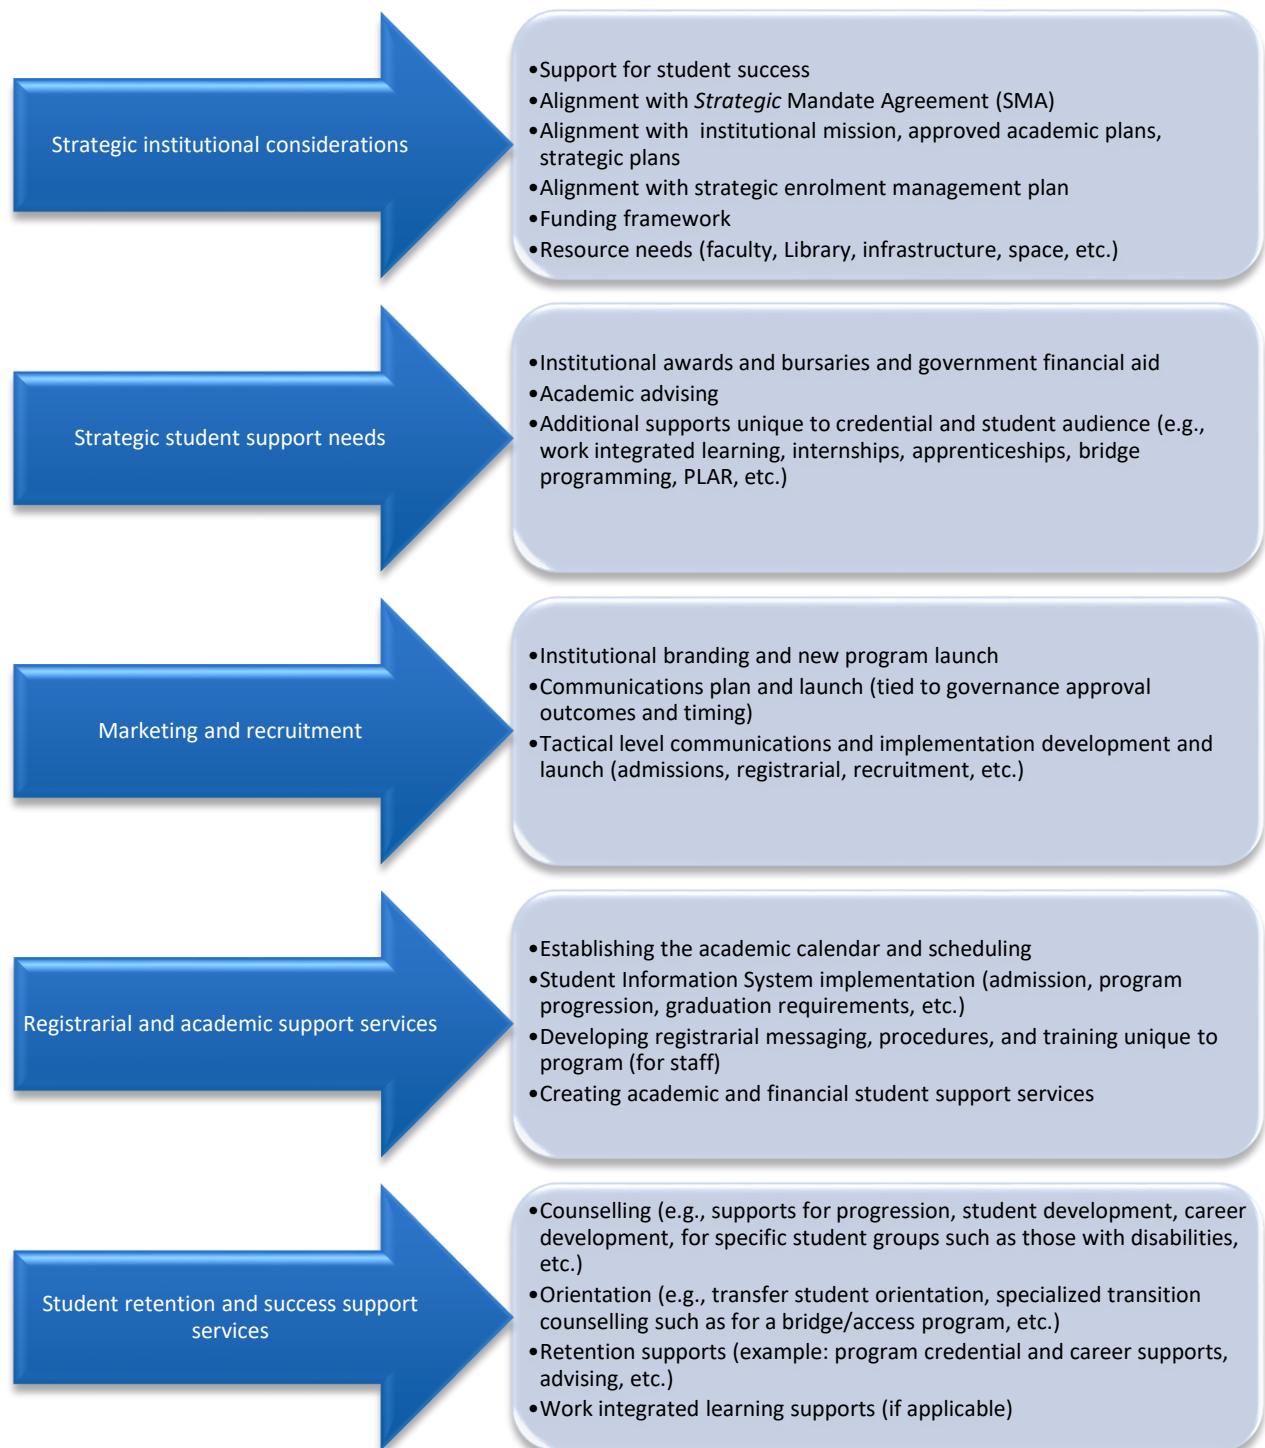 Strategic institutional considerations
•Support for student success
•Alignment with Strategic Mandate Agreement (SMA)
•Alignment with  institutional mission, approved academic plans,
strategic plans
•Alignment with strategic enrolment management plan
•Funding framework
•Resource needs (faculty, Library, infrastructure, space, etc.)
Strategic student support needs
•Institutional awards and bursaries and government financial aid
•Academic advising
•Additional supports unique to credential and student audience (e.g.,
work integrated learning, internships, apprenticeships, bridge
programming, PLAR, etc.)
Marketing and recruitment
•Institutional branding and new program launch
•Communications plan and launch (tied to governance approval
outcomes and timing)
•Tactical level communications and implementation development and
launch (admissions, registrarial, recruitment, etc.)
Registrarial and academic support services
•Establishing the academic calendar and scheduling
•Student Information System implementation (admission, program
progression, graduation requirements, etc.)
•Developing registrarial messaging, procedures, and training unique to
program (for staff)
•Creating academic and financial student support services
Student retention and success support
services
•Counselling (e.g., supports for progression, student development, career
development, for specific student groups such as those with disabilities,
etc.)
•Orientation (e.g., transfer student orientation, specialized transition
counselling such as for a bridge/access program, etc.)
•Retention supports (example: program credential and career supports,
advising, etc.)
•Work integrated learning supports (if applicable)